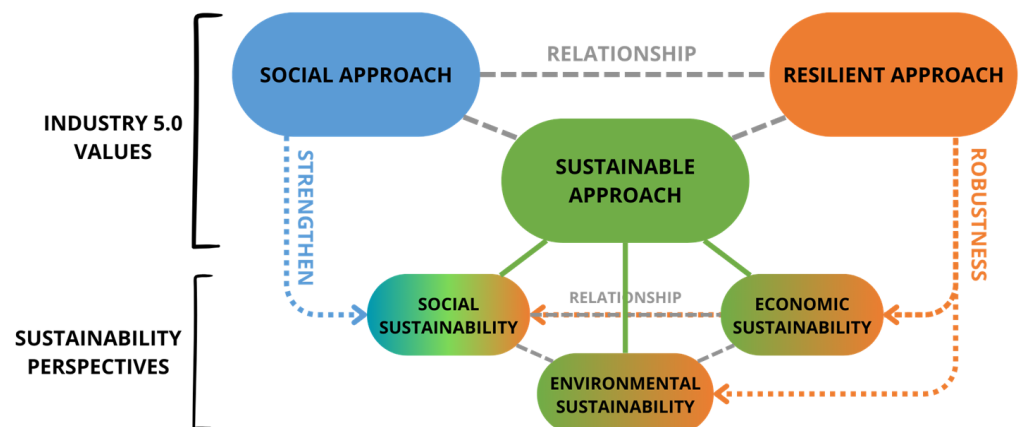 RELATIONSHIP
SOCIAL APPROACH
RESILIENT APPROACH
INDUSTRY 5.0
VALUES
SUSTAINABLE
APPROACH
STRENGTHEN
ROBUSTNESS
RELATIONSHIP
SOCIAL
SUSTAINABILITY
ECONOMIC
SUSTAINABILITY
SUSTAINABILITY
PERSPECTIVES
ENVIRONMENTAL
SUSTAINABILITY